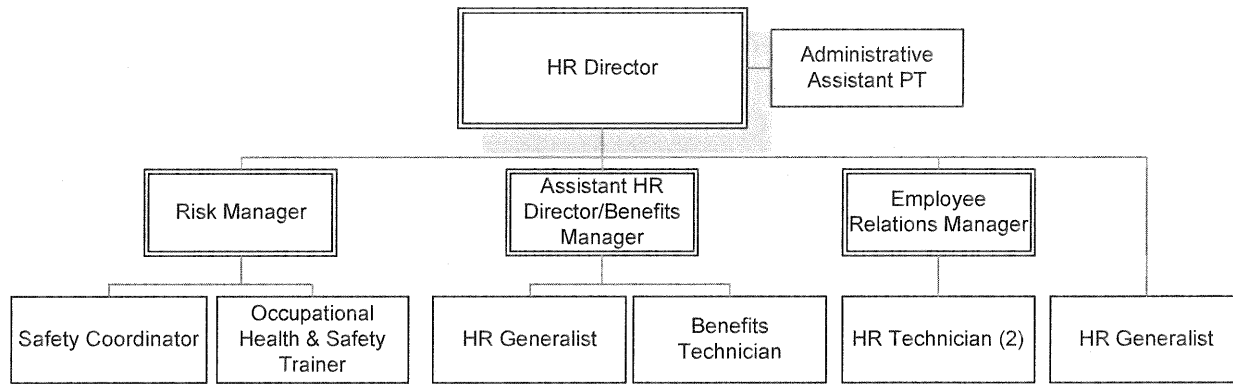 HR Director
Administrative
Assistant PT
Risk Manager
Assistant HR
Director/Benefits
Manager
Employee
Relations Manager
Safety Coordinator
Occupational
Health & Safety
Trainer
HR Generalist
Benefits
Technician
HR Technician (2)
HR Generalist